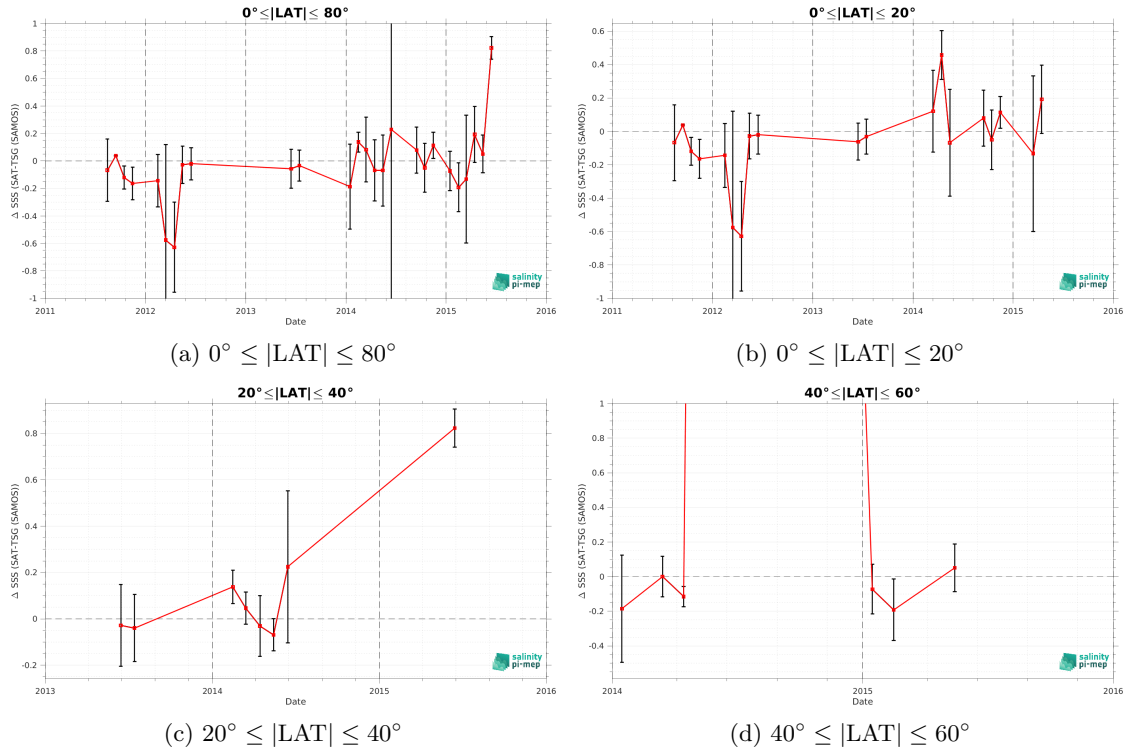 0°≤|LAT|≤ 80°
1
0.8
0.6
0.4
0.2
0
-0.2
-0.4
-0.6
-0.8
-1
Δ SSS (SAT-TSG (SAMOS))
2011
2012
2013
2014
2015
2016
Date
salinity
pi-mep
(a) 0° ≤ |LAT| ≤ 80°
0°≤|LAT|≤ 20°
0.6
0.4
0.2
0
-0.2
-0.4
-0.6
-0.8
-1
Δ SSS (SAT-TSG (SAMOS))
2011
2012
2013
2014
2015
2016
Date
salinity
pi-mep
(b) 0° ≤ |LAT| ≤ 20°
20°≤|LAT|≤ 40°
0.8
0.6
0.4
0.2
0
-0.2
Δ SSS (SAT-TSG (SAMOS))
2013
2014
2015
2016
Date
salinity
pi-mep
(c) 20° ≤ |LAT| ≤ 40°
40°≤|LAT|≤ 60°
1
0.8
0.6
0.4
0.2
0
-0.2
-0.4
Δ SSS (SAT-TSG (SAMOS))
2014
2015
2016
Date
salinity
pi-mep
(d) 40° ≤ |LAT| ≤ 60°